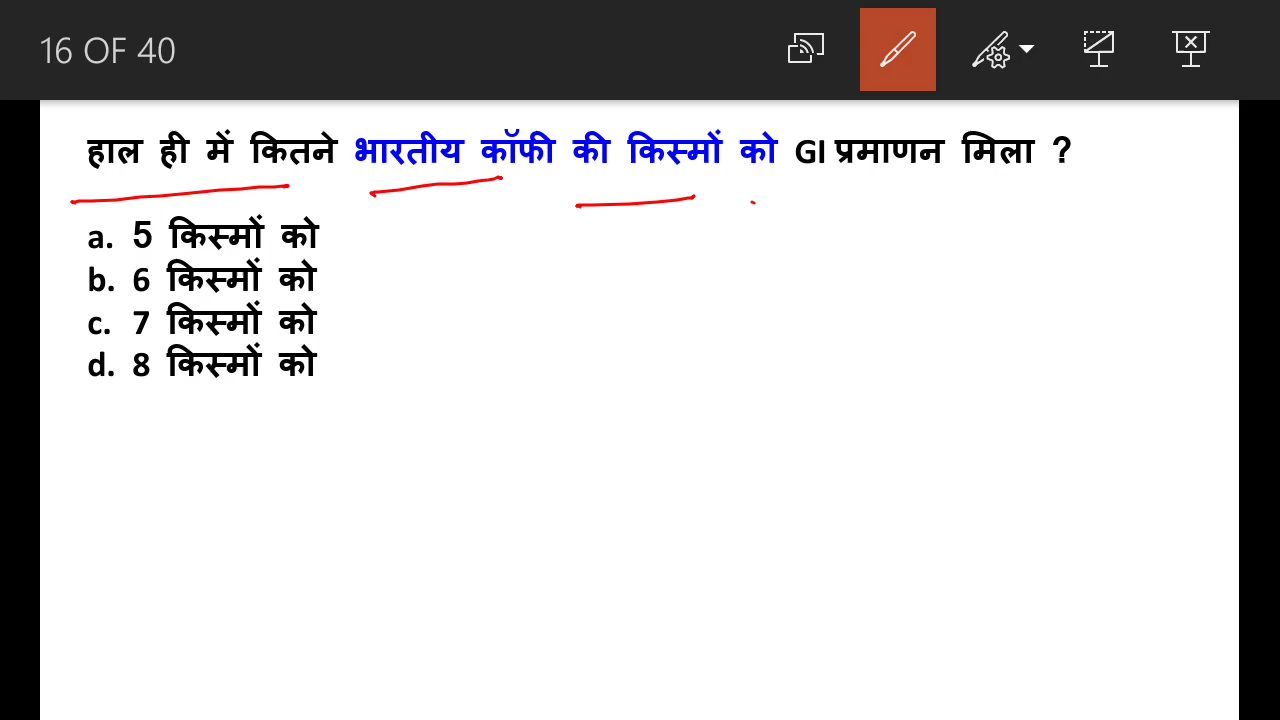 16 OF 40
हाल ही में कितने भारतीय कॉफी की किस्मों को GI प्रमाणन मिला ?
a. 5 किस्मों को
b. 6 किस्मों को
c. 7 किस्मों को
d. 8 किस्मों को